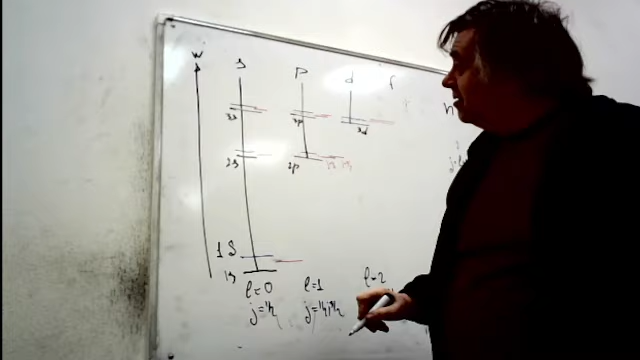 W s p d f
3s 3p 3d
2s 2p
1S
1s
l=0 l=1 l=2
j=1/2 j=1/2, 3/2